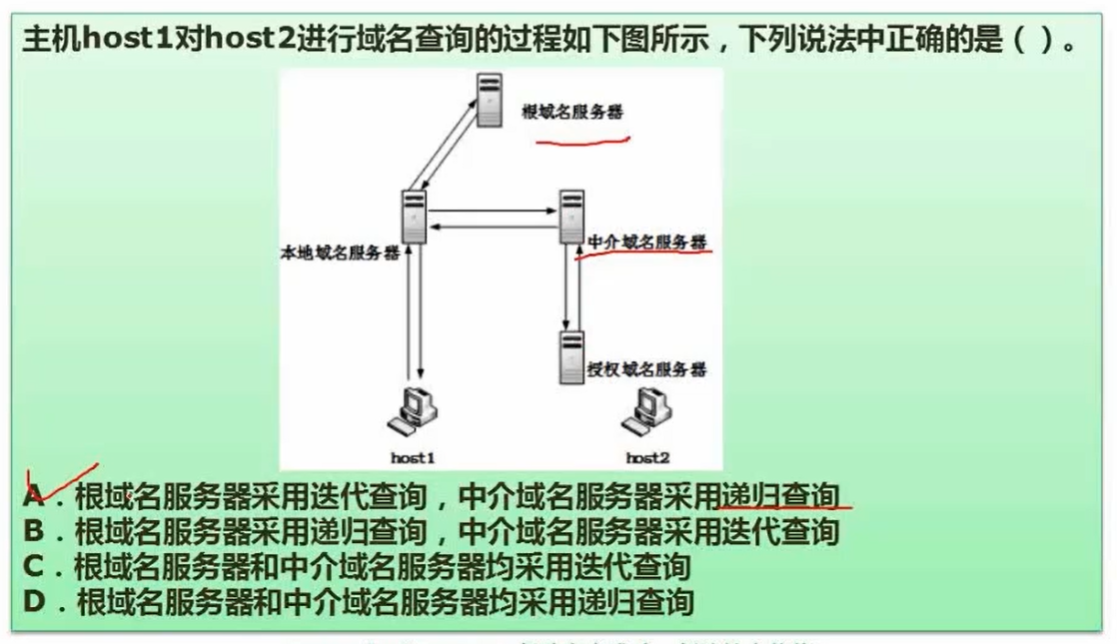 主机host1对host2进行域名查询的过程如下图所示，下列说法中正确的是（ ）。
根域名服务器
本地域名服务器
中介域名服务器
授权域名服务器
host1
host2
A．根域名服务器采用迭代查询，中介域名服务器采用递归查询
B．根域名服务器采用递归查询，中介域名服务器采用迭代查询
C．根域名服务器和中介域名服务器均采用迭代查询
D．根域名服务器和中介域名服务器均采用递归查询